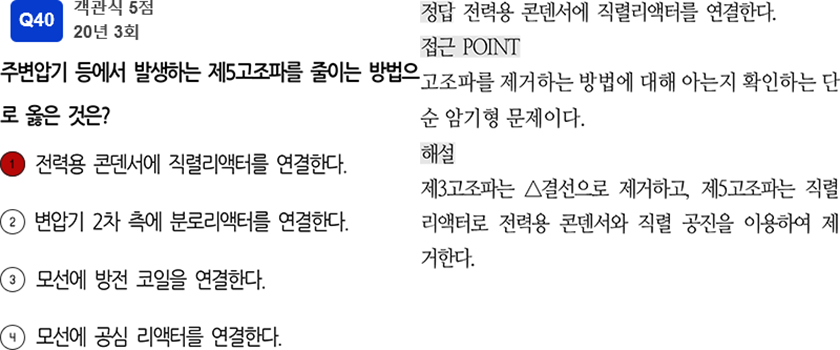 Q40
객관식 5점
20년 3회
주변압기 등에서 발생하는 제5고조파를 줄이는 방법으
로 옳은 것은?
1 전력용 콘덴서에 직렬리액터를 연결한다.
2 변압기 2차 측에 분로리액터를 연결한다.
3 모선에 방전 코일을 연결한다.
4 모선에 공심 리액터를 연결한다.
정답 전력용 콘덴서에 직렬리액터를 연결한다.
접근 POINT
고조파를 제거하는 방법에 대해 아는지 확인하는 단
순 암기형 문제이다.
해설
제3고조파는 △결선으로 제거하고, 제5고조파는 직렬
리액터로 전력용 콘덴서와 직렬 공진을 이용하여 제
거한다.